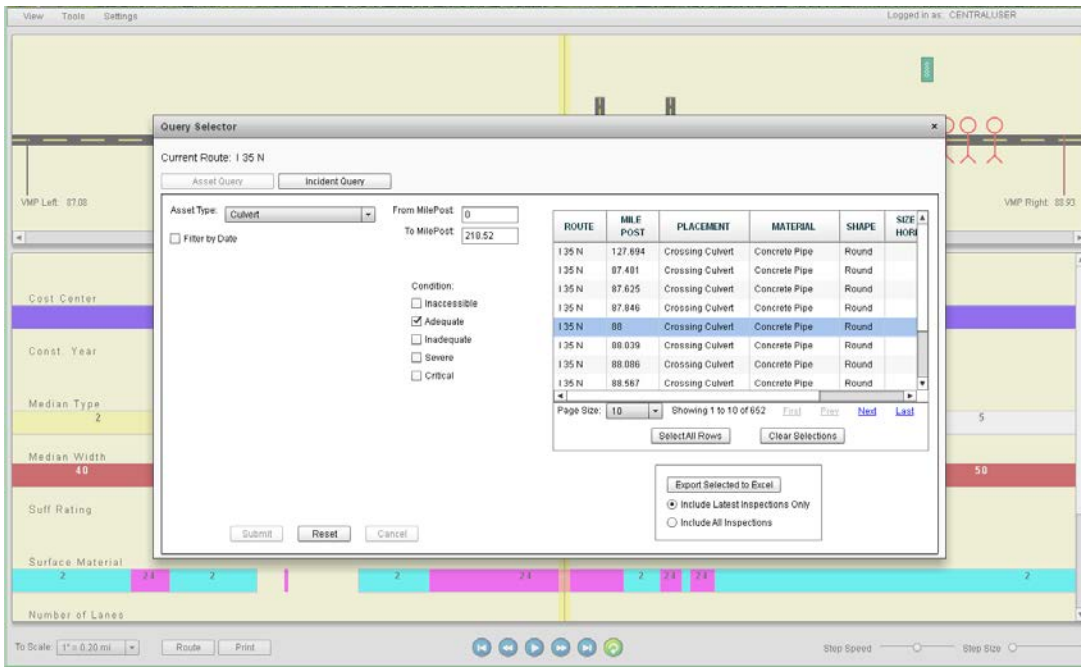 View Tools Settings Logged in as: CENTRALUSER
Query Selector x
Current Route: I 35 N
Asset Query Incident Query
VMP Left: 87.08
VMP Right: 88.93
Asset Type: Culvert
From MilePost 0
To MilePost 218.52
Filter by Date
Condition:
Inaccessible
Adequate
Inadequate
Severe
Critical
ROUTE MILE POST PLACEMENT MATERIAL SHAPE SIZE HORI
I 35 N 127.694 Crossing Culvert Concrete Pipe Round
I 35 N 87.481 Crossing Culvert Concrete Pipe Round
I 35 N 87.625 Crossing Culvert Concrete Pipe Round
I 35 N 87.846 Crossing Culvert Concrete Pipe Round
I 35 N 88 Crossing Culvert Concrete Pipe Round
I 35 N 88.039 Crossing Culvert Concrete Pipe Round
I 35 N 88.086 Crossing Culvert Concrete Pipe Round
I 35 N 88.567 Crossing Culvert Concrete Pipe Round
Page Size: 10 Showing 1 to 10 of 652 First Prev Next Last
Select All Rows Clear Selections
Export Selected to Excel
Include Latest Inspections Only
Include All Inspections
Submit Reset Cancel
Cost Center
Const. Year
Median Type
2 5
Median Width
40 50
Suff Rating
Surface Material
2 24 2 2 24 2 24 24 2
Number of Lanes
To Scale: 1" = 0.20 mi Route Print Step Speed Step Size